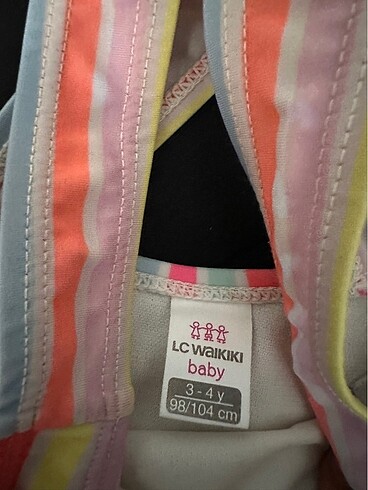 LC WAIKIKI
baby
3 - 4 y
98/104 cm